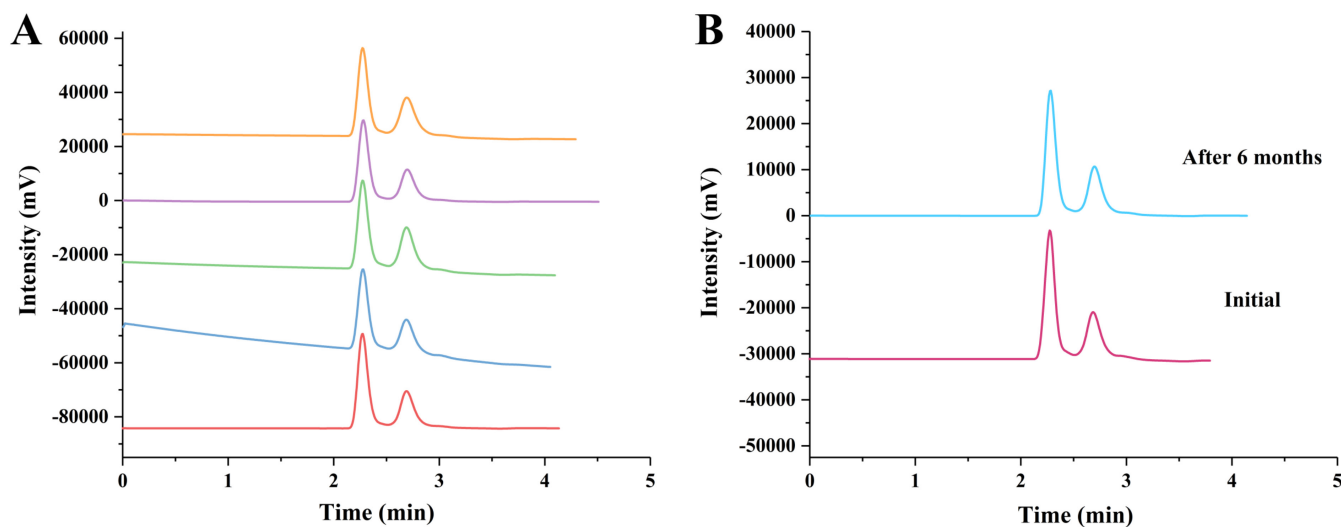 A
60000
40000
20000
0
-20000
-40000
-60000
-80000
Intensity (mV)
0 1 2 3 4 5
Time (min)
B
40000
30000
20000
10000
0
-10000
-20000
-30000
-40000
-50000
Intensity (mV)
After 6 months
Initial
0 1 2 3 4 5
Time (min)